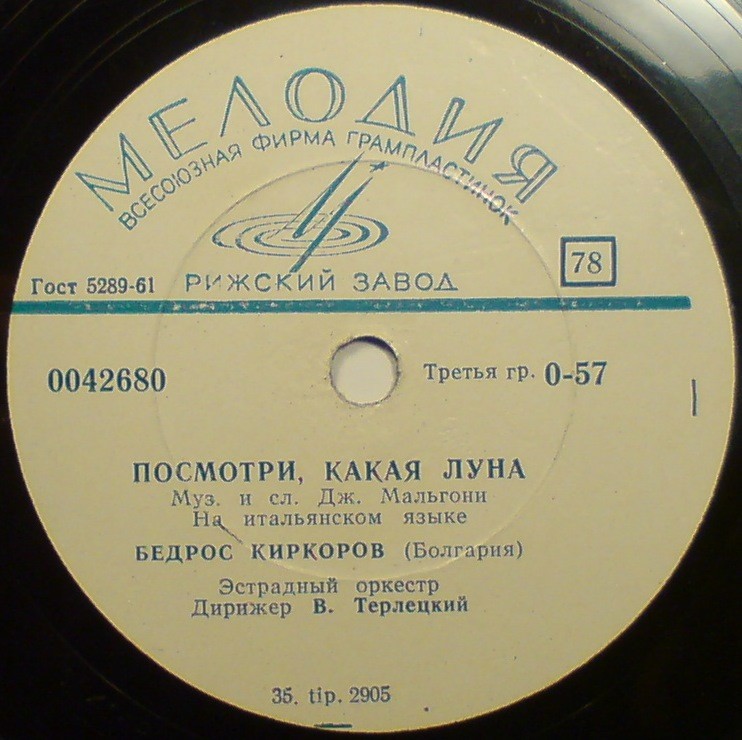 МЕЛОДИЯ
ВСЕСОЮЗНАЯ ФИРМА ГРАМПЛАСТИНОК
Гост 5289-61
РИЖСКИЙ ЗАВОД
78
0042680
Третья гр. 0-57
ПОСМОТРИ, КАКАЯ ЛУНА
Муз. и сл. Дж. Мальгони
На итальянском языке
БЕДРОС КИРКОРОВ (Болгария)
Эстрадный оркестр
Дирижер В. Терлецкий
35. tip. 2905